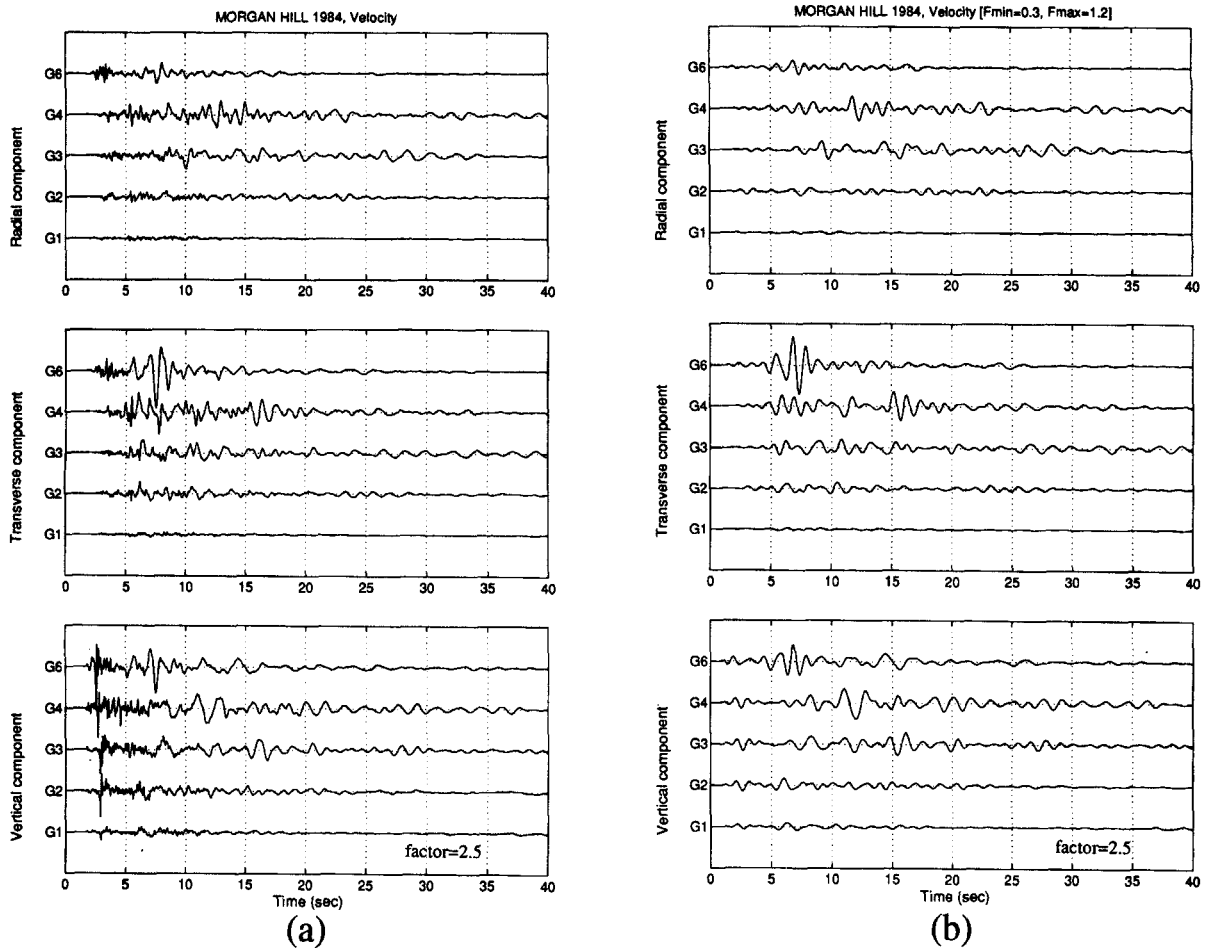 MORGAN HILL 1984, Velocity
Radial component
G6
G4
G3
G2
G1
0 5 10 15 20 25 30 35 40
Transverse component
G6
G4
G3
G2
G1
0 5 10 15 20 25 30 35 40
Vertical component
G6
G4
G3
G2
G1
factor=2.5
0 5 10 15 20 25 30 35 40
Time (sec)
(a)
MORGAN HILL 1984, Velocity [Fmin=0.3, Fmax=1.2]
Radial component
G6
G4
G3
G2
G1
0 5 10 15 20 25 30 35 40
Transverse component
G6
G4
G3
G2
G1
0 5 10 15 20 25 30 35 40
Vertical component
G6
G4
G3
G2
G1
factor=2.5
0 5 10 15 20 25 30 35 40
Time (sec)
(b)